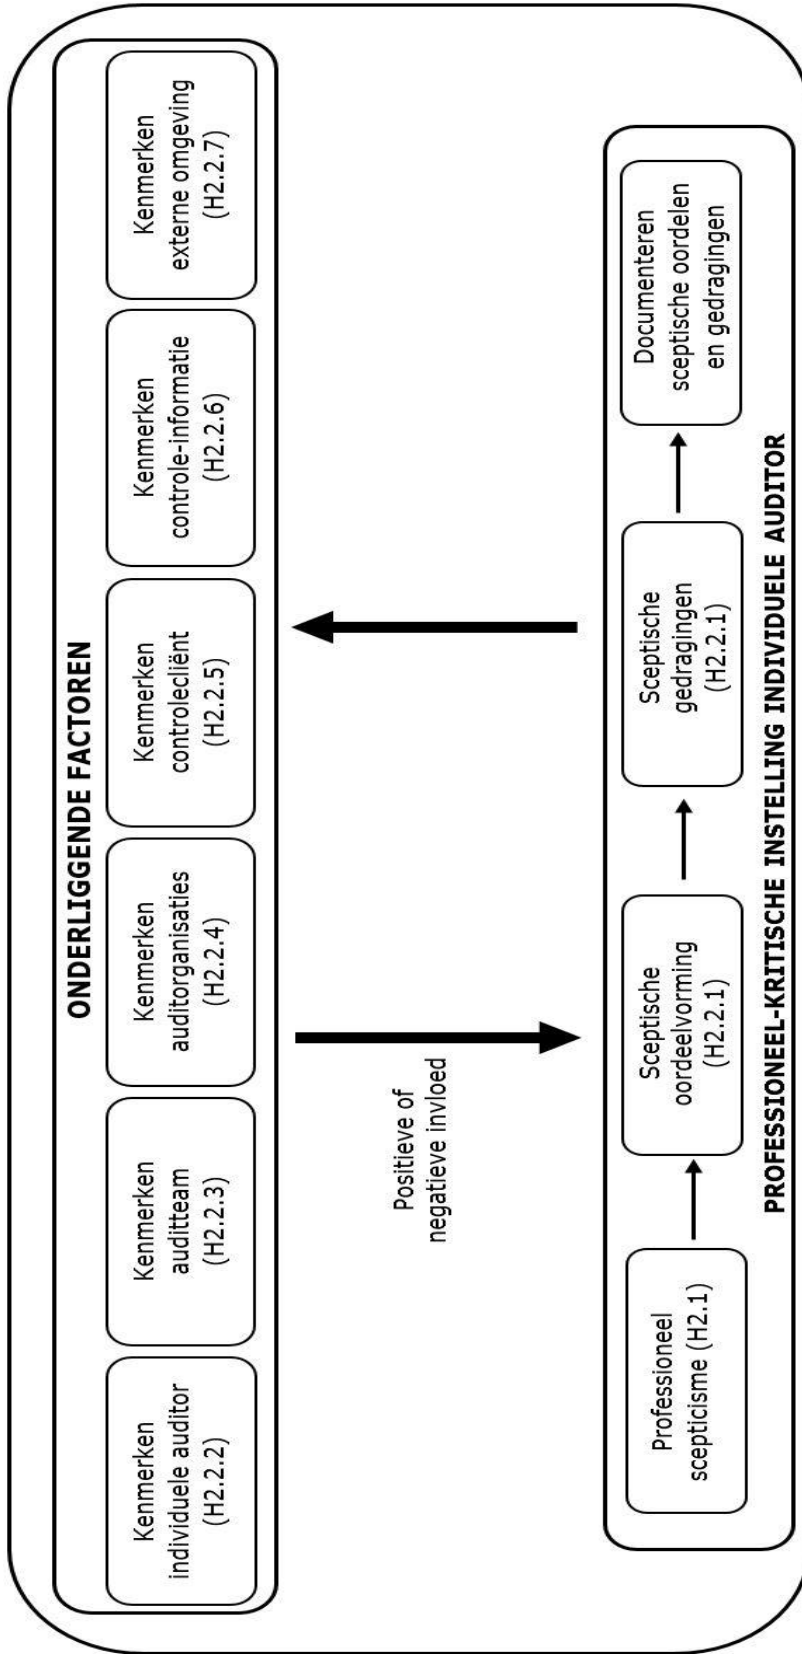 ONDERLIGGENDE FACTOREN
Kenmerken
individuele auditor
(H2.2.2)
Kenmerken
auditteam
(H2.2.3)
Kenmerken
auditorganisaties
(H2.2.4)
Kenmerken
controlecliënt
(H2.2.5)
Kenmerken
controle-informatie
(H2.2.6)
Kenmerken
externe omgeving
(H2.2.7)
Positieve of
negatieve invloed
Professioneel
scepticisme (H2.1)
Sceptische
oordeelvorming
(H2.2.1)
Sceptische
gedragingen
(H2.2.1)
Documenteren
sceptische oordelen
en gedragingen
PROFESSIONEEL-KRITISCHE INSTELLING INDIVIDUELE AUDITOR